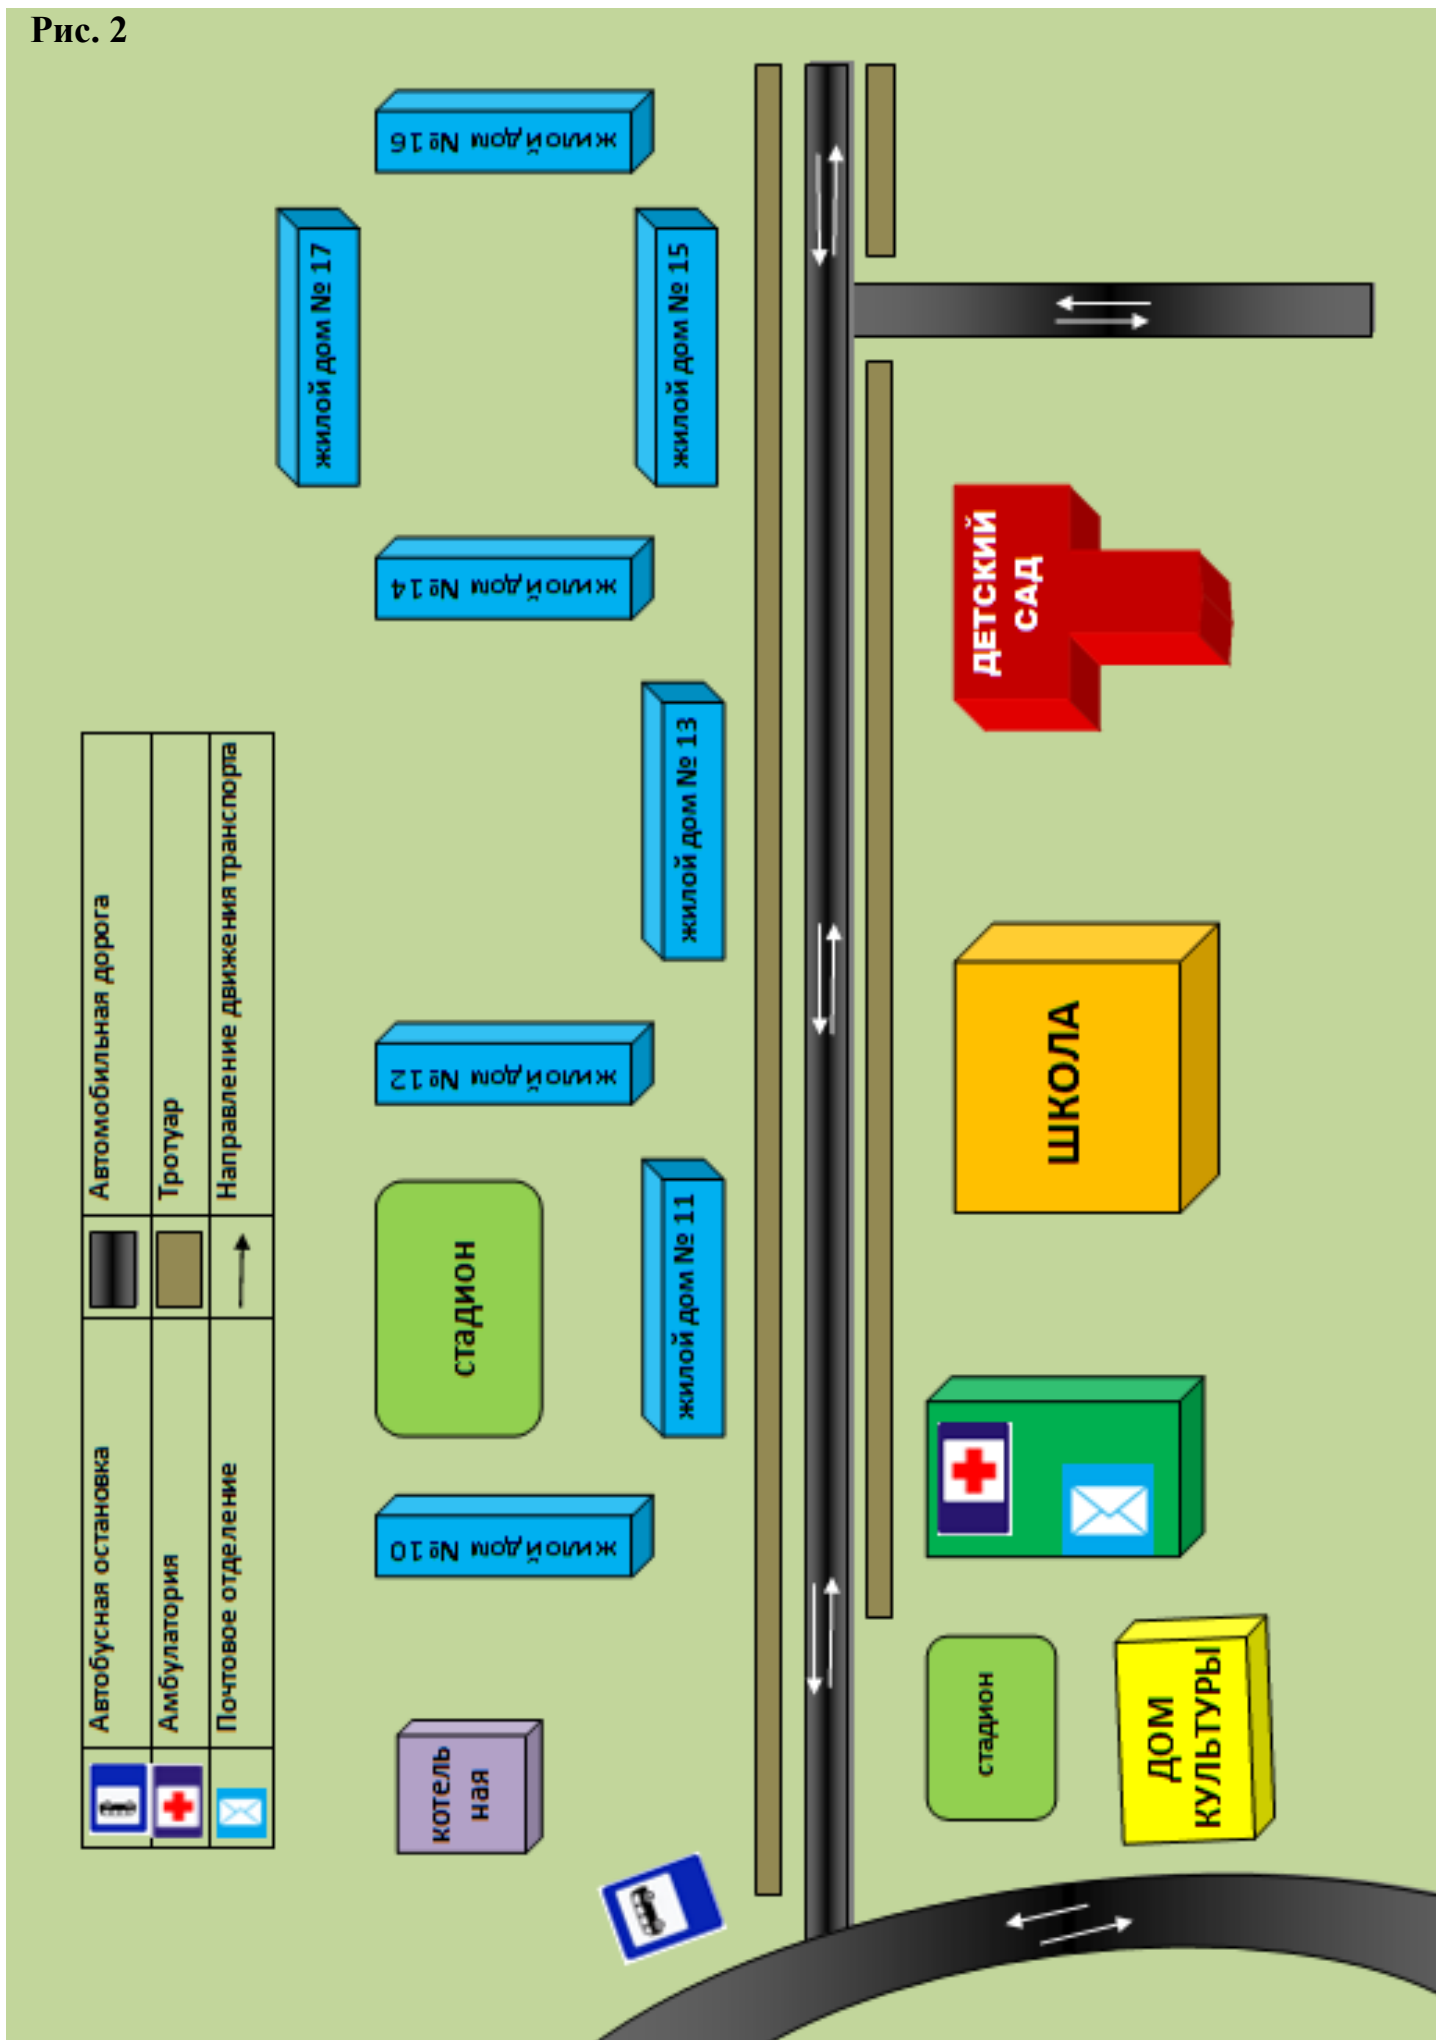 Рис. 2
Автобусная остановка
Автомобильная дорога
Амбулатория
Тротуар
Почтовое отделение
Направление движения транспорта
котель
ная
жилой дом № 10
стадион
жилой дом № 11
жилой дом № 12
жилой дом № 13
жилой дом № 14
жилой дом № 15
жилой дом № 16
жилой дом № 17
стадион
ДОМ
КУЛЬТУРЫ
ШКОЛА
ДЕТСКИЙ
САД